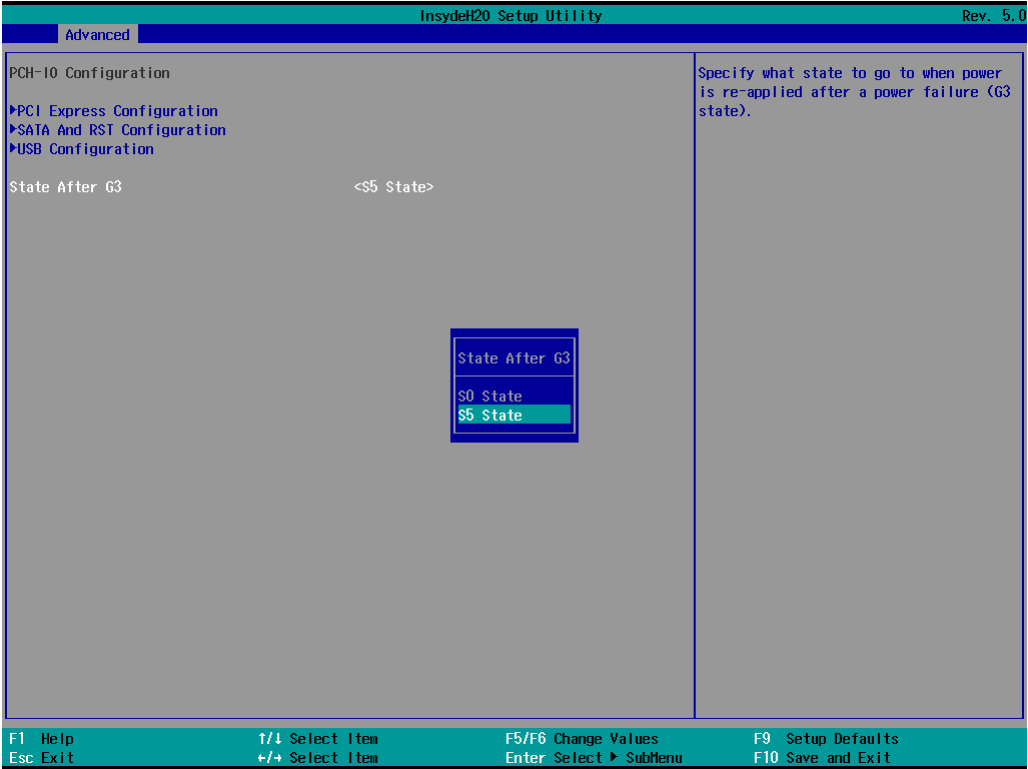 InsydeH2O Setup Utility Rev. 5.0
Advanced
PCH-IO Configuration
▶PCI Express Configuration
▶SATA And RST Configuration
▶USB Configuration
State After G3 <S5 State>
Specify what state to go to when power
is re-applied after a power failure (G3
state).
State After G3
S0 State
S5 State
F1 Help ↑/↓ Select Item F5/F6 Change Values F9 Setup Defaults
Esc Exit ←/→ Select Item Enter Select ▶ SubMenu F10 Save and Exit